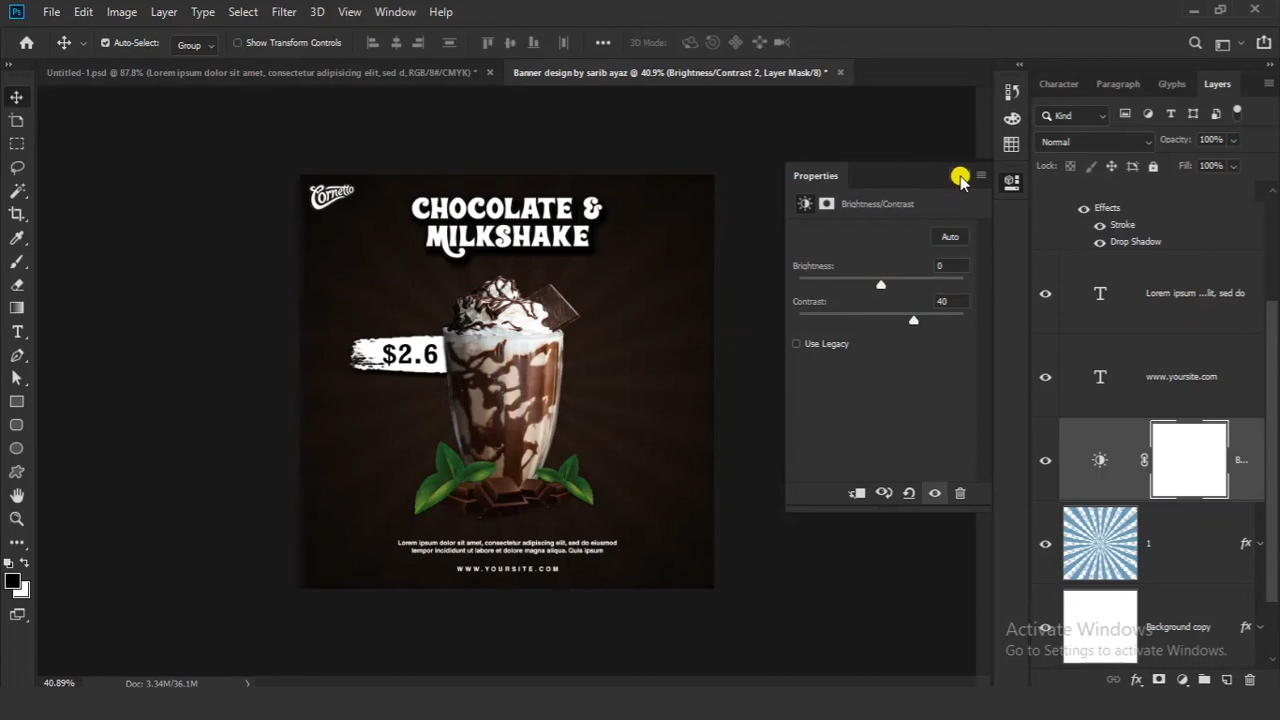 Ps File Edit Image Layer Type Select Filter 3D View Window Help
Auto-Select: Group Show Transform Controls 3D Mode:
Untitled-1.psd @ 87.8% (Lorem ipsum dolor sit amet, consectetur adipisicing elit, sed d, RGB/8#/CMYK) *
Banner design by sarib ayaz @ 40.9% (Brightness/Contrast 2, Layer Mask/8) *
Character Paragraph Glyphs Layers
Kind
Normal Opacity: 100%
Lock: Fill: 100%
Effects
Stroke
Drop Shadow
Lorem ipsum ...lit, sed do
www.yoursite.com
B...
1
Background copy
Properties
Brightness/Contrast
Auto
Brightness: 0
Contrast: 40
Use Legacy
Cornetto
CHOCOLATE &
MILKSHAKE
$2.6
Lorem ipsum dolor sit amet, consectetur adipisicing elit, sed do eiusmod
tempor incididunt ut labore et dolore magna aliqua. Quis ipsum
WWW.YOURSITE.COM
Activate Windows
Go to Settings to activate Windows.
40.89% Doc: 3.34M/36.1M